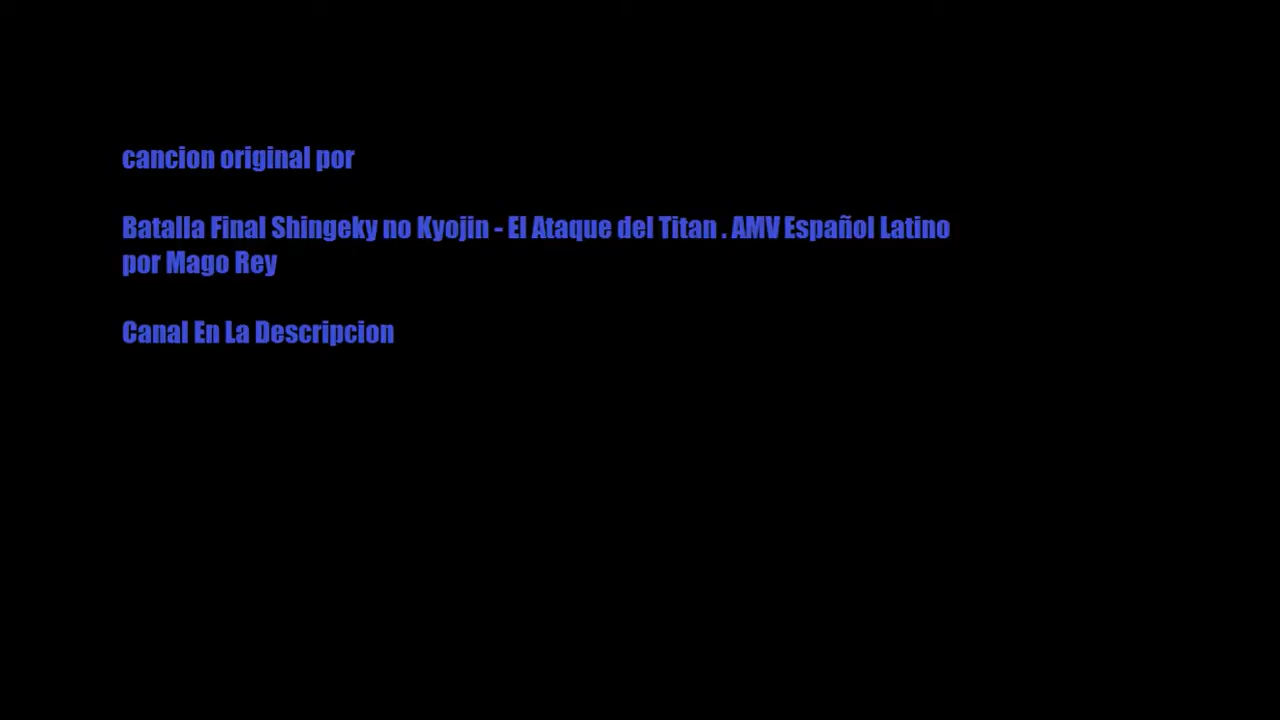 cancion original por
Batalla Final Shingeky no Kyojin - El Ataque del Titan . AMV Español Latino
por Mago Rey
Canal En La Descripcion